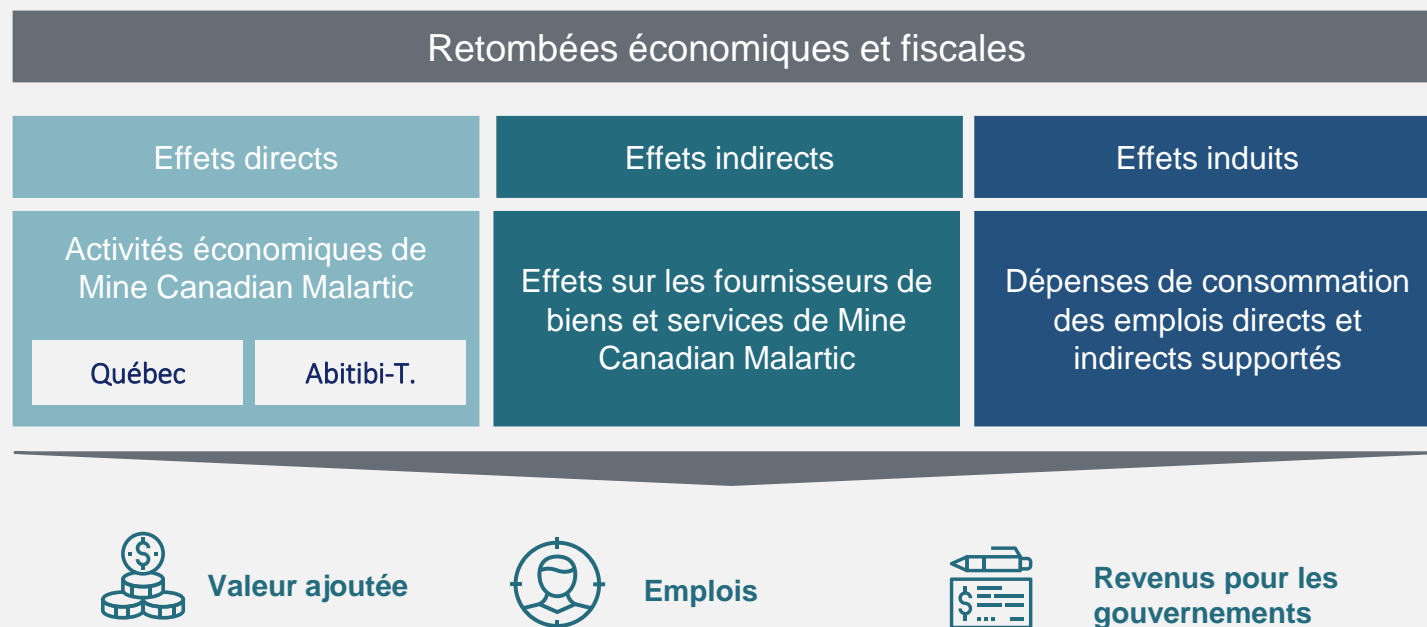 Retombées économiques et fiscales
Effets directs
Effets indirects
Effets induits
Activités économiques de
Mine Canadian Malartic
Québec
Abitibi-T.
Effets sur les fournisseurs de
biens et services de Mine
Canadian Malartic
Dépenses de consommation
des emplois directs et
indirects supportés
$
Valeur ajoutée
Emplois
$
Revenus pour les
gouvernements